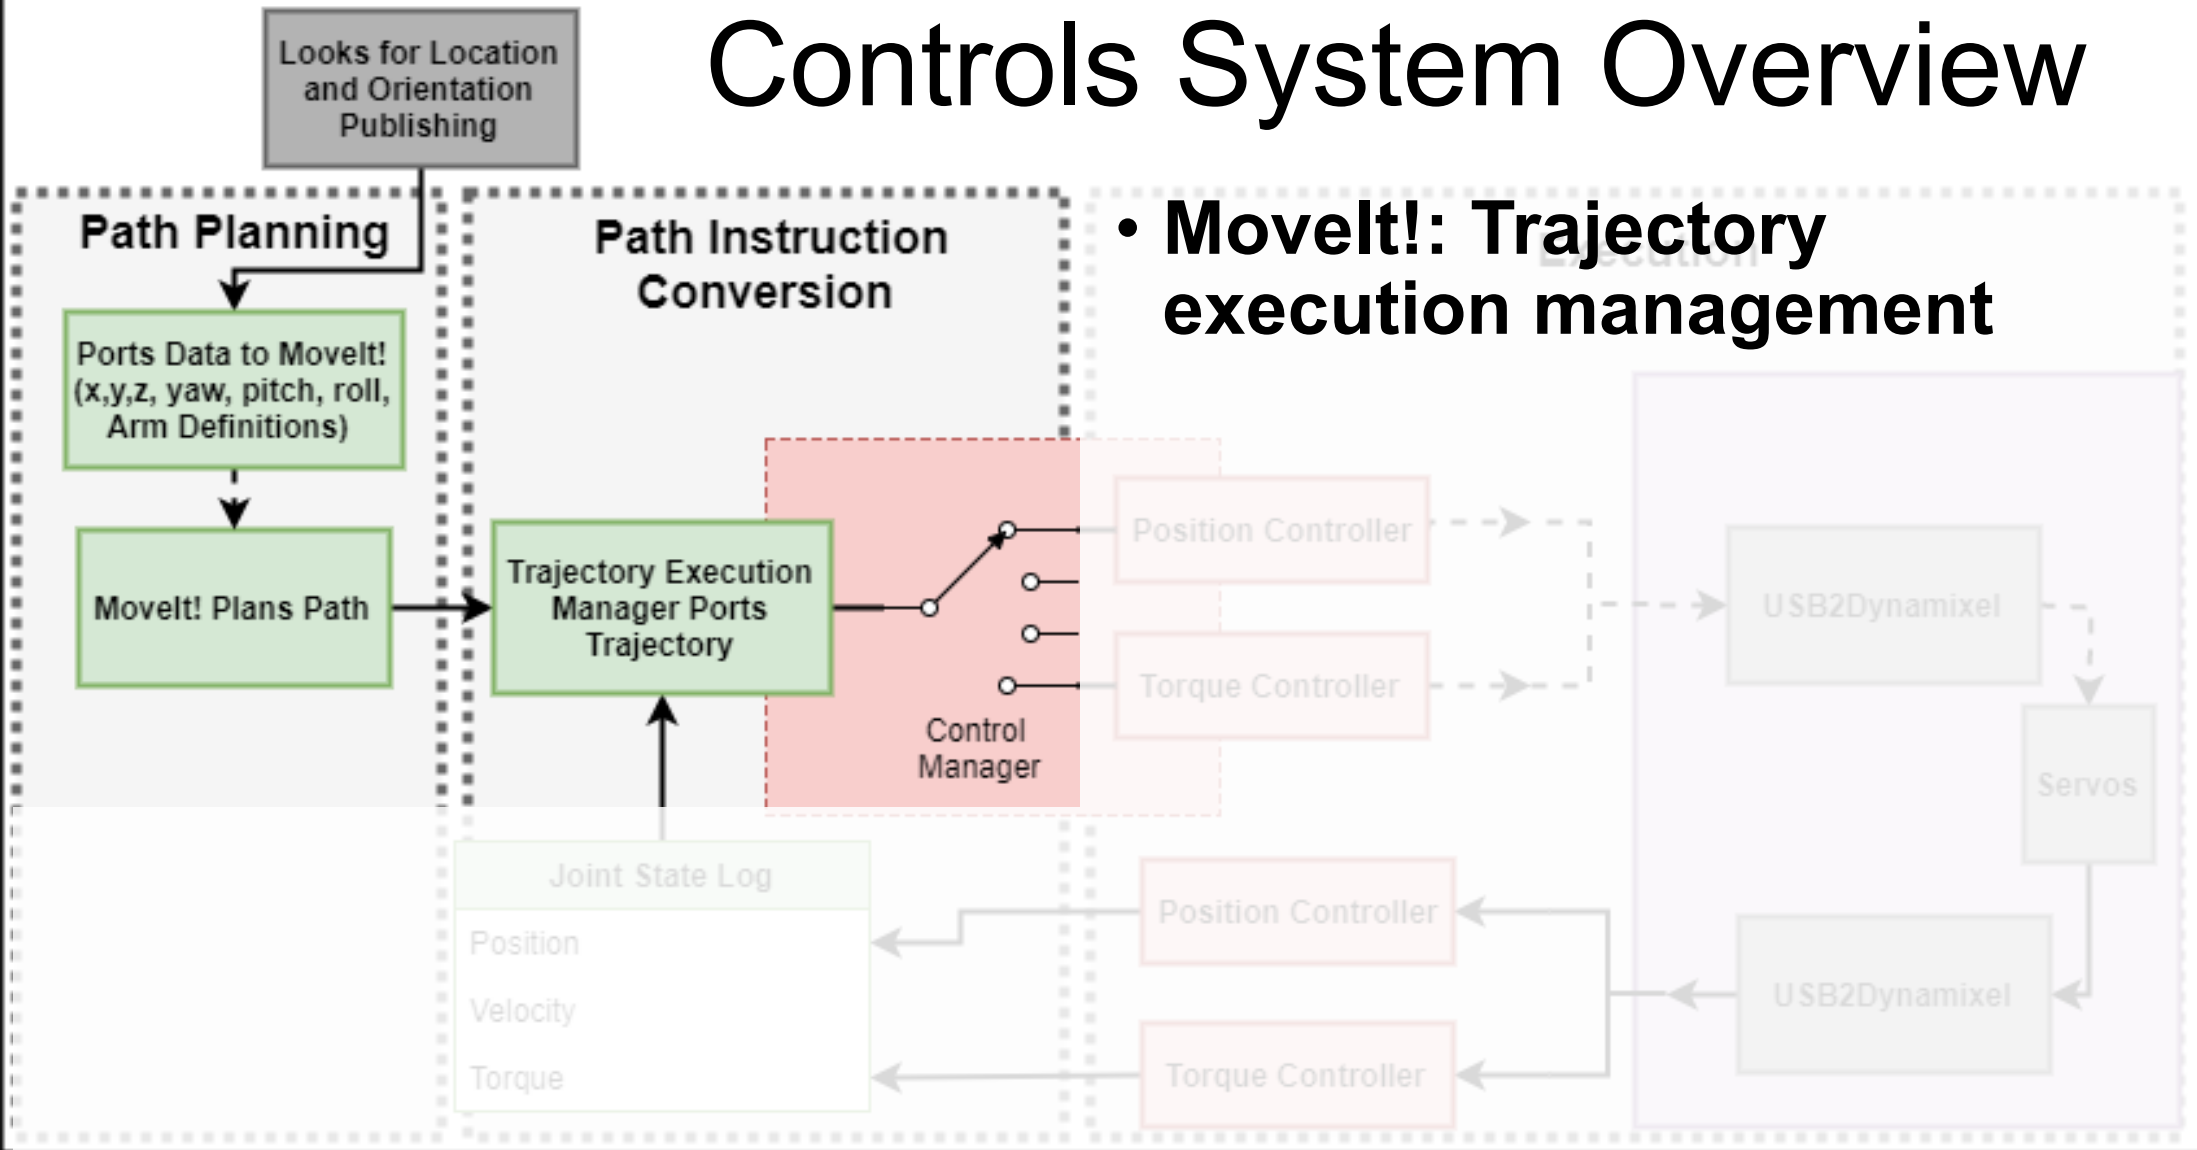 Controls System Overview
Looks for Location
and Orientation
Publishing
Path Planning
Ports Data to MoveIt!
(x,y,z, yaw, pitch, roll,
Arm Definitions)
MoveIt! Plans Path
Path Instruction
Conversion
Trajectory Execution
Manager Ports
Trajectory
Control
Manager
Joint State Log
Position
Velocity
Torque
Execution
• MoveIt!: Trajectory
execution management
Position Controller
Torque Controller
USB2Dynamixel
Servos
Position Controller
Torque Controller
USB2Dynamixel